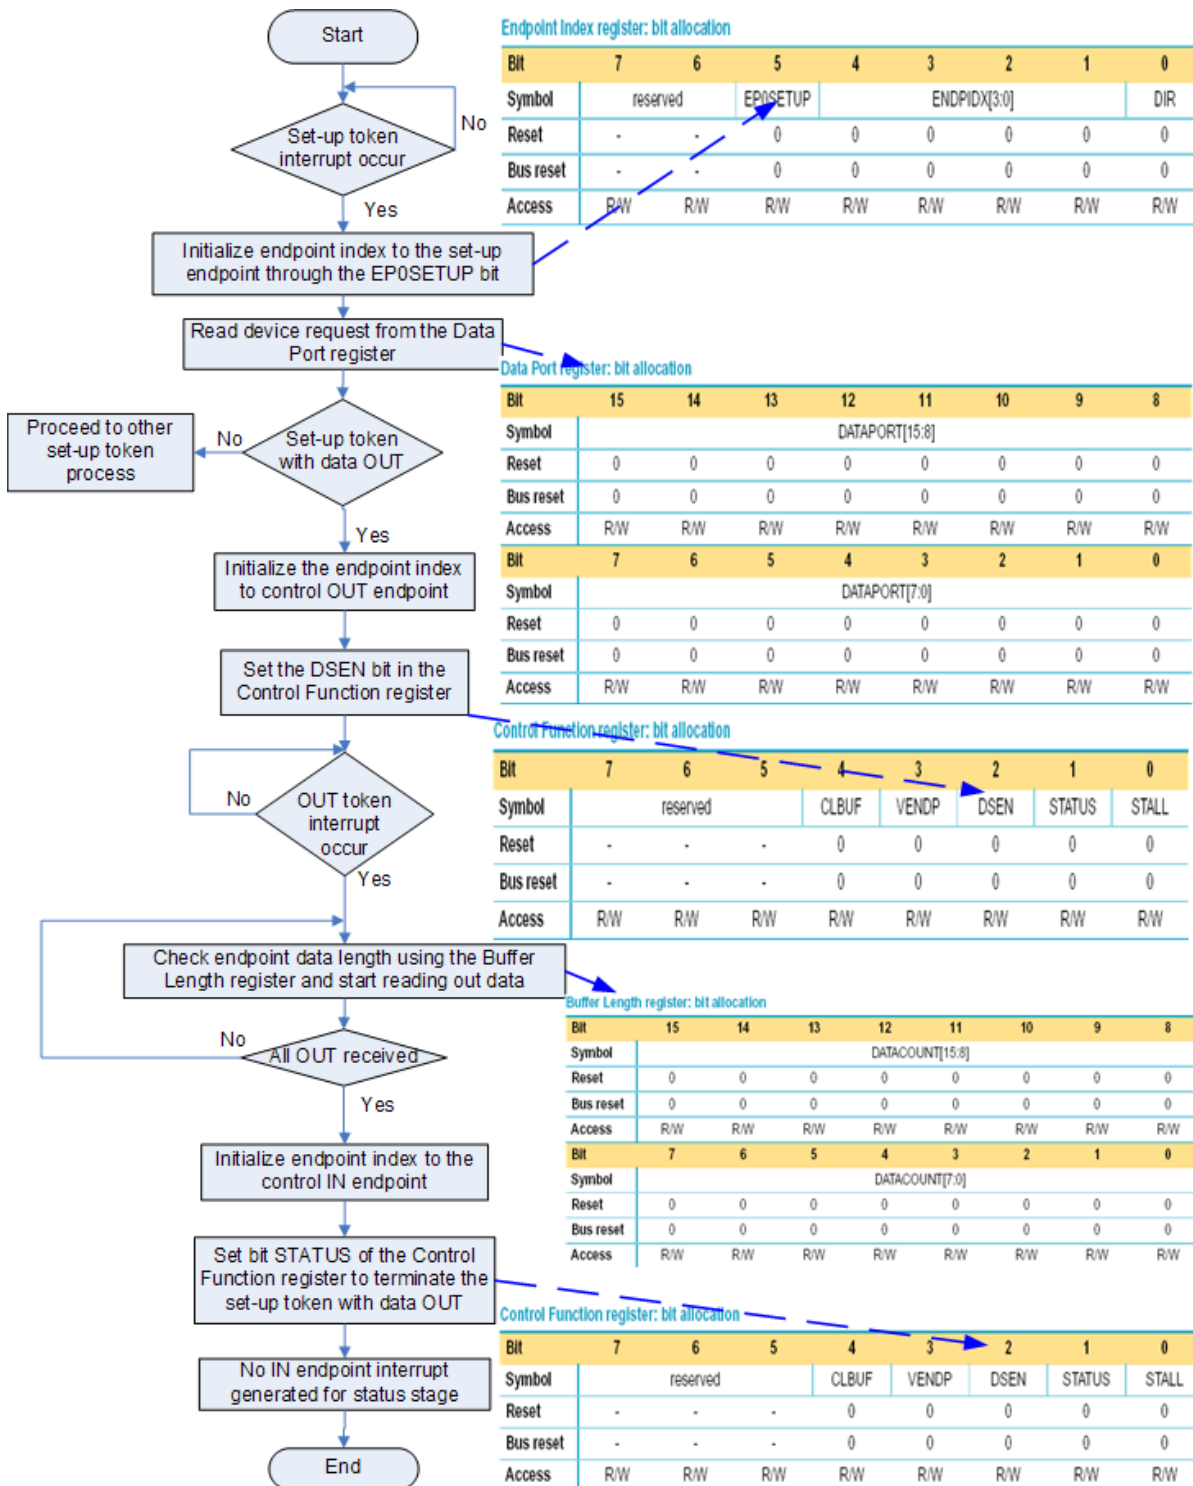 Start
Set-up token
interrupt occur
No
Yes
Initialize endpoint index to the set-up
endpoint through the EP0SETUP bit
Read device request from the Data
Port register
Set-up token
with data OUT
No
Proceed to other
set-up token
process
Yes
Initialize the endpoint index
to control OUT endpoint
Set the DSEN bit in the
Control Function register
OUT token
interrupt
occur
No
Yes
Check endpoint data length using the Buffer
Length register and start reading out data
All OUT received
No
Yes
Initialize endpoint index to the
control IN endpoint
Set bit STATUS of the Control
Function register to terminate the
set-up token with data OUT
No IN endpoint interrupt
generated for status stage
End
Endpoint Index register: bit allocation
Bit 7 6 5 4 3 2 1 0
Symbol reserved EP0SETUP ENDPIDX[3:0] DIR
Reset - - 0 0 0 0 0 0
Bus reset - - 0 0 0 0 0 0
Access R/W R/W R/W R/W R/W R/W R/W R/W
Data Port register: bit allocation
Bit 15 14 13 12 11 10 9 8
Symbol DATAPORT[15:8]
Reset 0 0 0 0 0 0 0 0
Bus reset 0 0 0 0 0 0 0 0
Access R/W R/W R/W R/W R/W R/W R/W R/W
Bit 7 6 5 4 3 2 1 0
Symbol DATAPORT[7:0]
Reset 0 0 0 0 0 0 0 0
Bus reset 0 0 0 0 0 0 0 0
Access R/W R/W R/W R/W R/W R/W R/W R/W
Control Function register: bit allocation
Bit 7 6 5 4 3 2 1 0
Symbol reserved CLBUF VENDP DSEN STATUS STALL
Reset - - - 0 0 0 0 0
Bus reset - - - 0 0 0 0 0
Access R/W R/W R/W R/W R/W R/W R/W R/W
Buffer Length register: bit allocation
Bit 15 14 13 12 11 10 9 8
Symbol DATACOUNT[15:8]
Reset 0 0 0 0 0 0 0 0
Bus reset 0 0 0 0 0 0 0 0
Access R/W R/W R/W R/W R/W R/W R/W R/W
Bit 7 6 5 4 3 2 1 0
Symbol DATACOUNT[7:0]
Reset 0 0 0 0 0 0 0 0
Bus reset 0 0 0 0 0 0 0 0
Access R/W R/W R/W R/W R/W R/W R/W R/W
Control Function register: bit allocation
Bit 7 6 5 4 3 2 1 0
Symbol reserved CLBUF VENDP DSEN STATUS STALL
Reset - - - 0 0 0 0 0
Bus reset - - - 0 0 0 0 0
Access R/W R/W R/W R/W R/W R/W R/W R/W